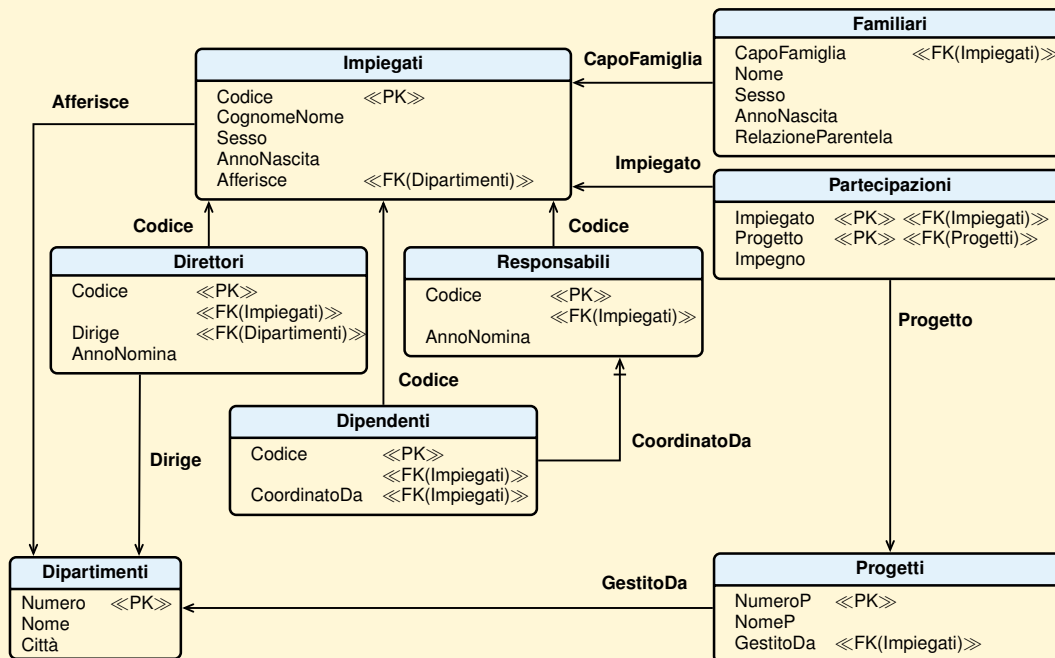 Familiari
CapoFamiglia ≪FK(Impiegati)≫
Nome
Sesso
AnnoNascita
RelazioneParentela
CapoFamiglia
Impiegati
Codice ≪PK≫
CognomeNome
Sesso
AnnoNascita
Afferisce ≪FK(Dipartimenti)≫
Afferisce
Impiegato
Partecipazioni
Impiegato ≪PK≫ ≪FK(Impiegati)≫
Progetto ≪PK≫ ≪FK(Progetti)≫
Impegno
Codice
Codice
Direttori
Codice ≪PK≫
≪FK(Impiegati)≫
Dirige ≪FK(Dipartimenti)≫
AnnoNomina
Responsabili
Codice ≪PK≫
≪FK(Impiegati)≫
AnnoNomina
Progetto
Codice
Dipendenti
Codice ≪PK≫
≪FK(Impiegati)≫
CoordinatoDa ≪FK(Impiegati)≫
CoordinatoDa
Dirige
Dipartimenti
Numero ≪PK≫
Nome
Città
GestitoDa
Progetti
NumeroP ≪PK≫
NomeP
GestitoDa ≪FK(Impiegati)≫